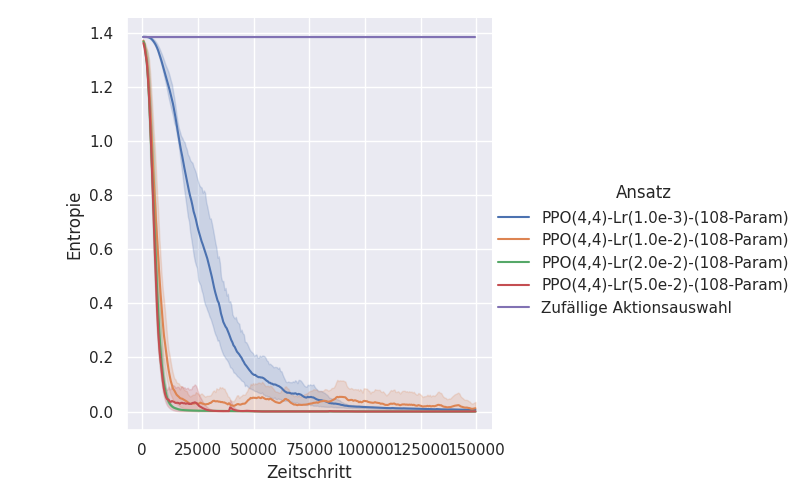 1.4
1.2
1.0
0.8
0.6
0.4
0.2
0.0
Entropie
0 25000 50000 75000 100000 125000 150000
Zeitschritt
Ansatz
PPO(4,4)-Lr(1.0e-3)-(108-Param)
PPO(4,4)-Lr(1.0e-2)-(108-Param)
PPO(4,4)-Lr(2.0e-2)-(108-Param)
PPO(4,4)-Lr(5.0e-2)-(108-Param)
Zufällige Aktionsauswahl